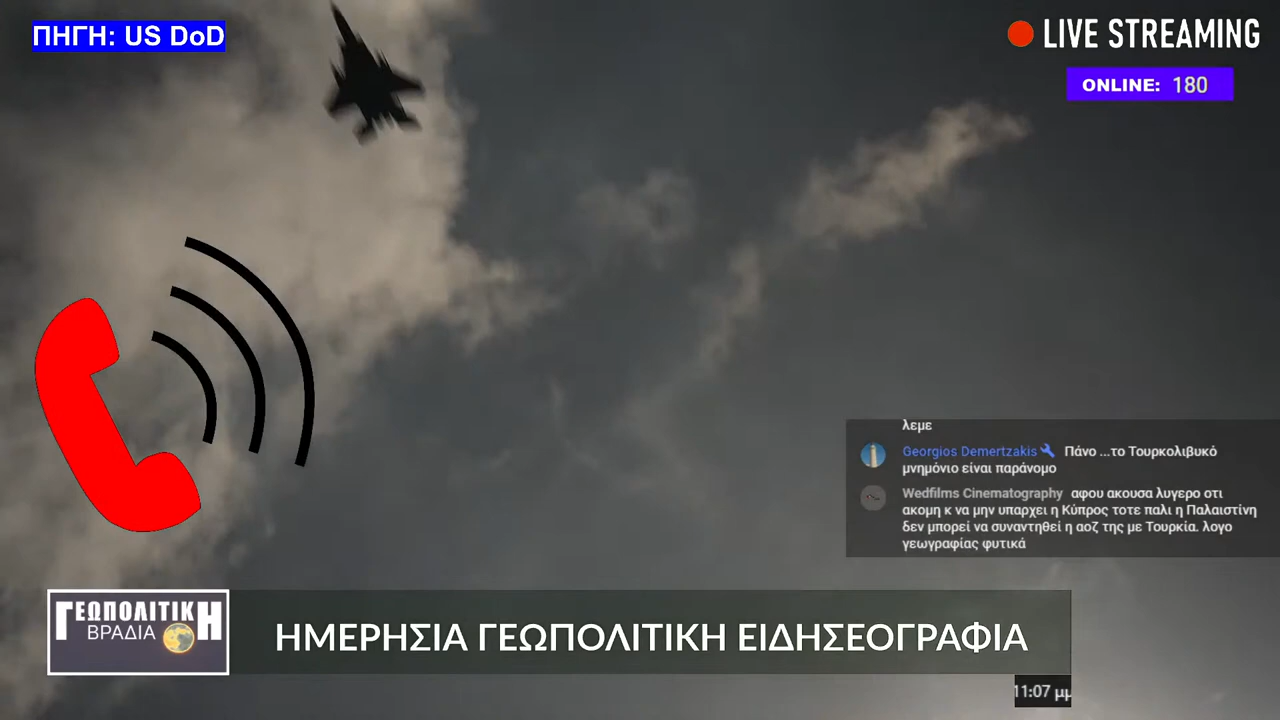 ΠΗΓΗ: US DoD
LIVE STREAMING
ONLINE: 180
λεμε
Georgios Demertzakis Πάνο ...το Τουρκολιβυκό
μνημόνιο είναι παράνομο
Wedfilms Cinematography αφου ακουσα λυγερο οτι
ακομη κ να μην υπαρχει η Κύπρος τοτε παλι η Παλαιστίνη
δεν μπορεί να συναντηθεί η αοζ της με Τουρκία. λογο
γεωγραφίας φυτικά
ΓΕΩΠΟΛΙΤΙΚΗ
ΒΡΑΔΙΑ
ΗΜΕΡΗΣΙΑ ΓΕΩΠΟΛΙΤΙΚΗ ΕΙΔΗΣΕΟΓΡΑΦΙΑ
11:07 μμ